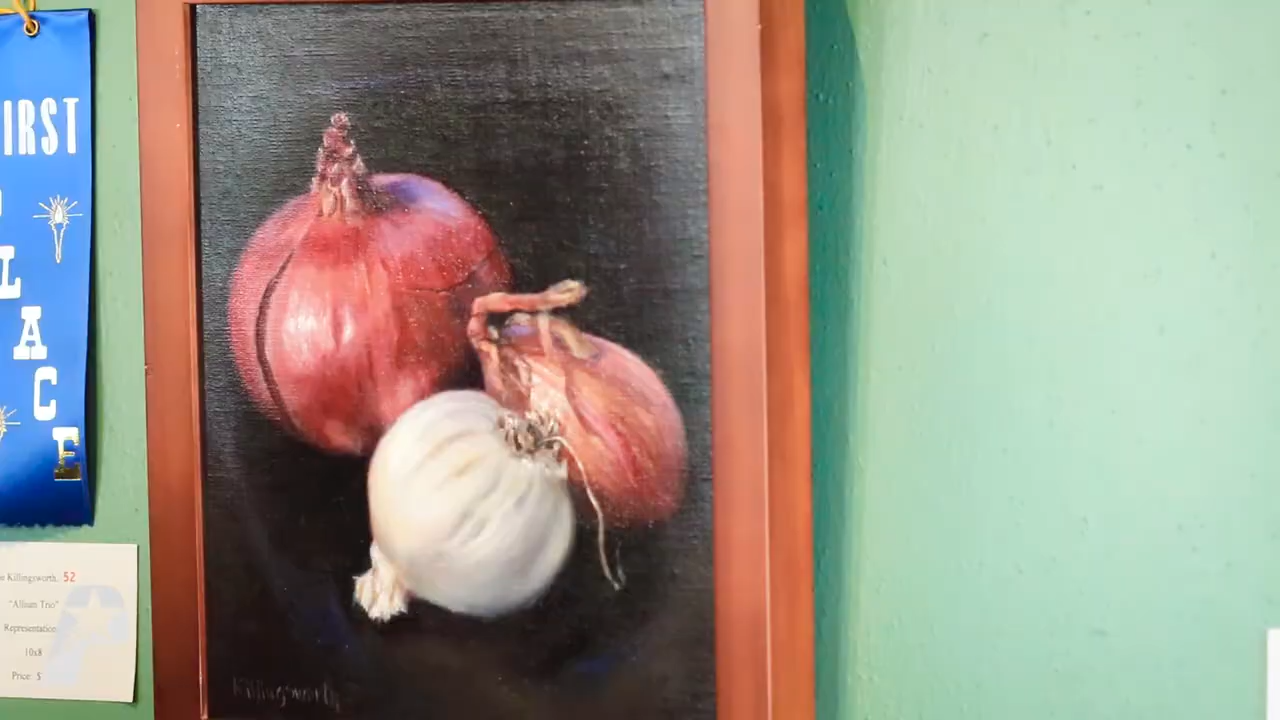 IRST
L
A
C
E
e Killingsworth, 52
"Allium Trio"
Representation
10x8
Price: $
Killingsworth